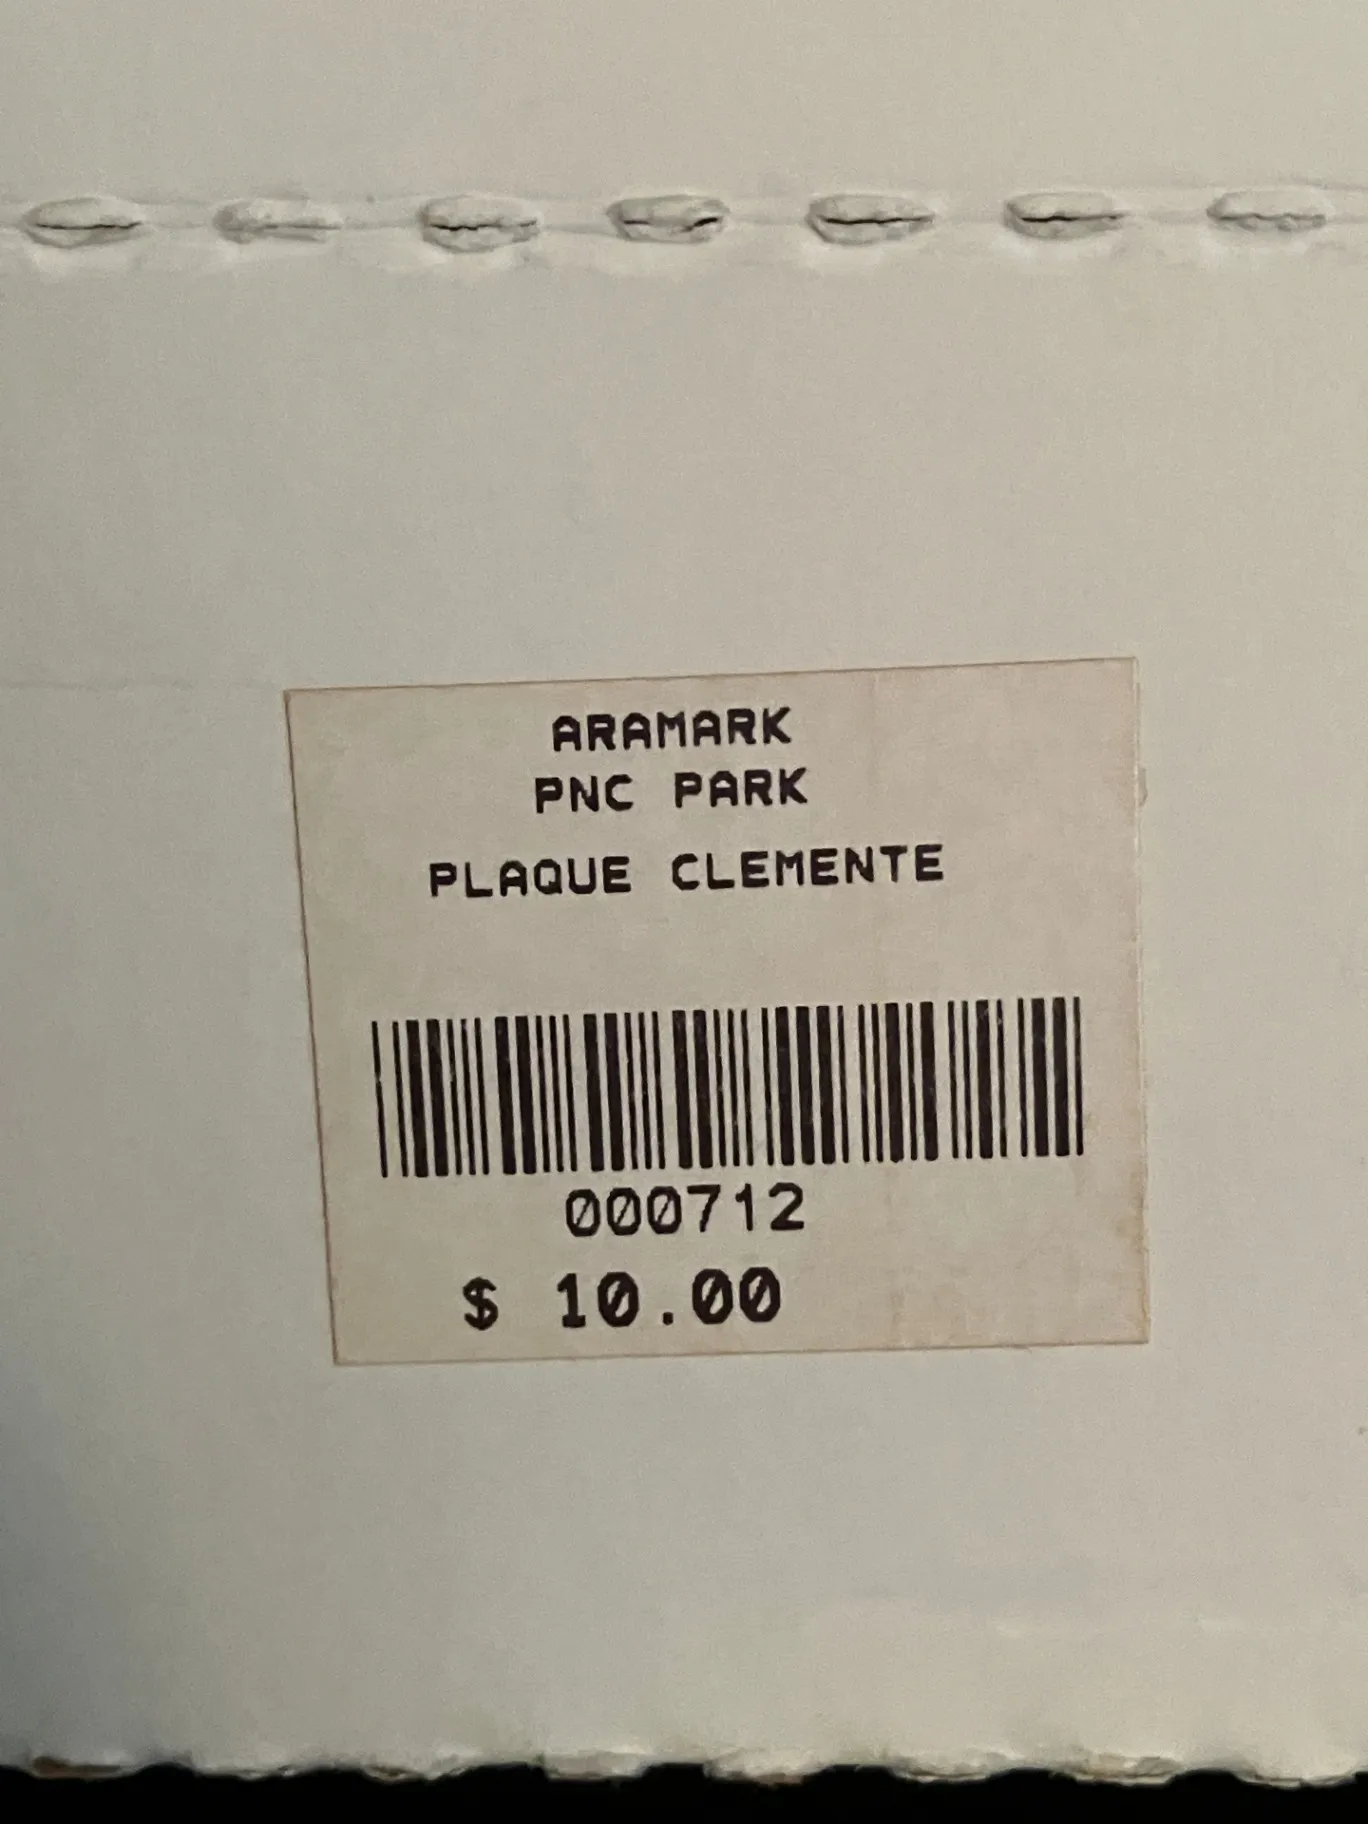 ARAMARK
PNC PARK
PLAQUE CLEMENTE
000712
$ 10.00